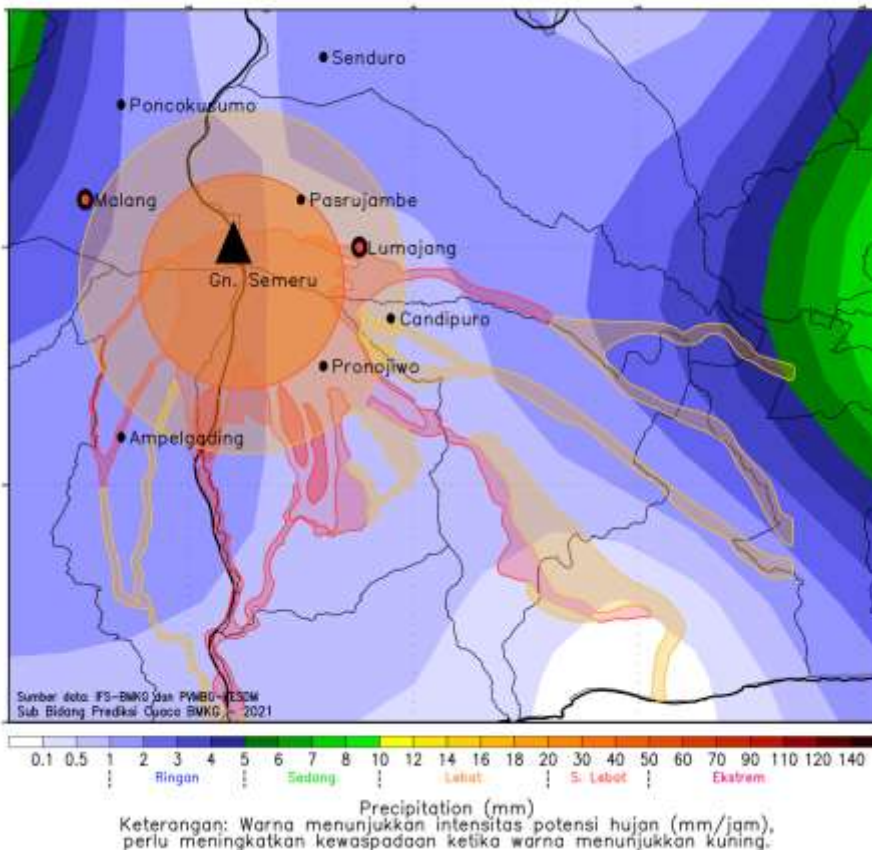 Senduro
Poncokusumo
Malang
Pasrujambe
Lumajang
Gn. Semeru
Candipuro
Pronojiwo
Ampelgading
Sumber data: IFS-BMKG dan PVMBG-KESDM
Sub Bidang Prediksi Cuaca BMKG - 2021
0.1 0.5 1 2 3 4 5 6 7 8 10 12 14 16 18 20 30 40 50 60 70 90 110 120 140
Ringan Sedang Lebat S. Lebat Ekstrem
Precipitation (mm)
Keterangan: Warna menunjukkan intensitas potensi hujan (mm/jam),
perlu meningkatkan kewaspadaan ketika warna menunjukkan kuning.